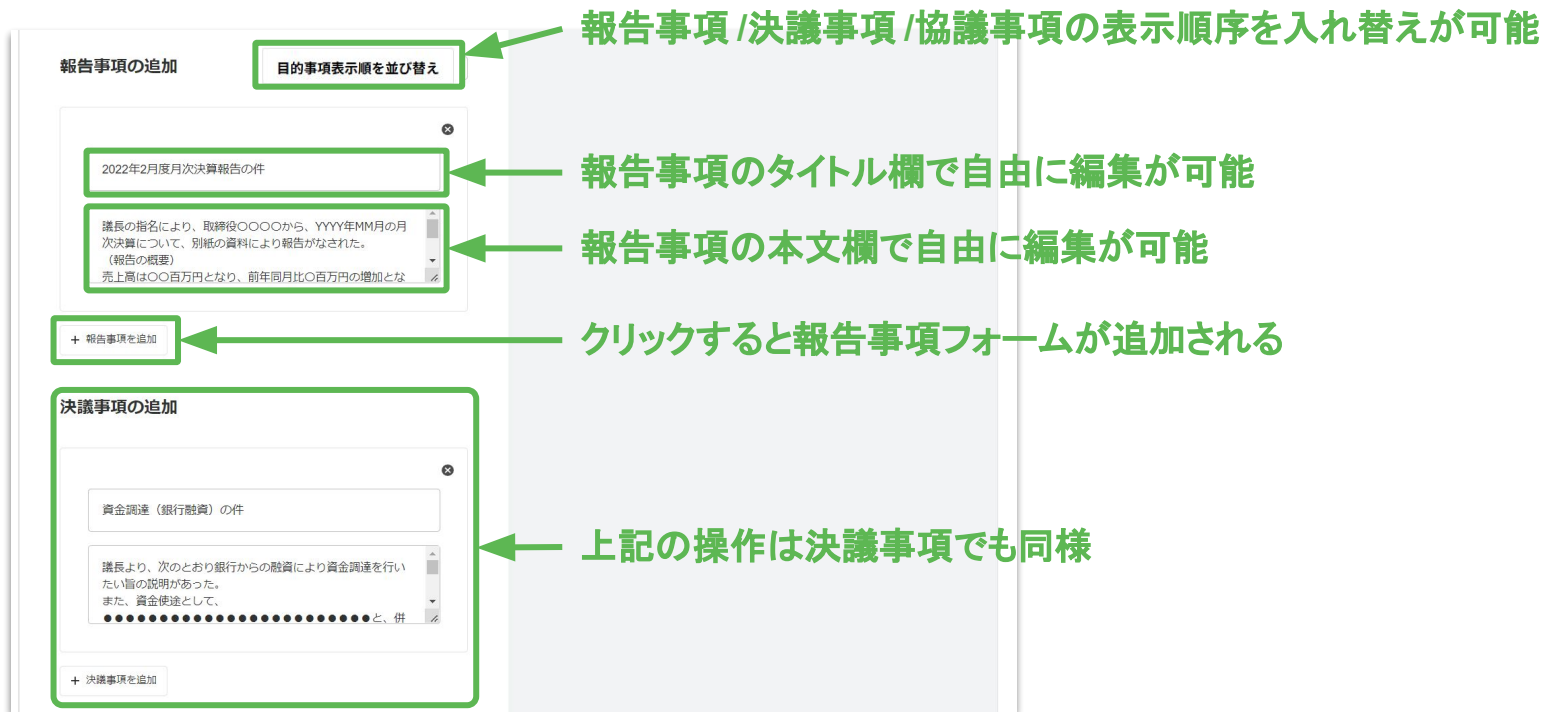 報告事項/決議事項/協議事項の表示順序を入れ替えが可能
報告事項の追加
目的事項表示順を並び替え
2022年2月度月次決算報告の件
報告事項のタイトル欄で自由に編集が可能
議長の指名により、取締役〇〇〇〇から、YYYY年MM月の月
次決算について、別紙の資料により報告がなされた。
（報告の概要）
売上高は〇〇百万円となり、前年同月比〇百万円の増加とな
報告事項の本文欄で自由に編集が可能
+ 報告事項を追加
クリックすると報告事項フォームが追加される
決議事項の追加
資金調達（銀行融資）の件
議長より、次のとおり銀行からの融資により資金調達を行い
たい旨の説明があった。
また、資金使途として、
●●●●●●●●●●●●●●●●●●●●●●●●と、併
上記の操作は決議事項でも同様
+ 決議事項を追加